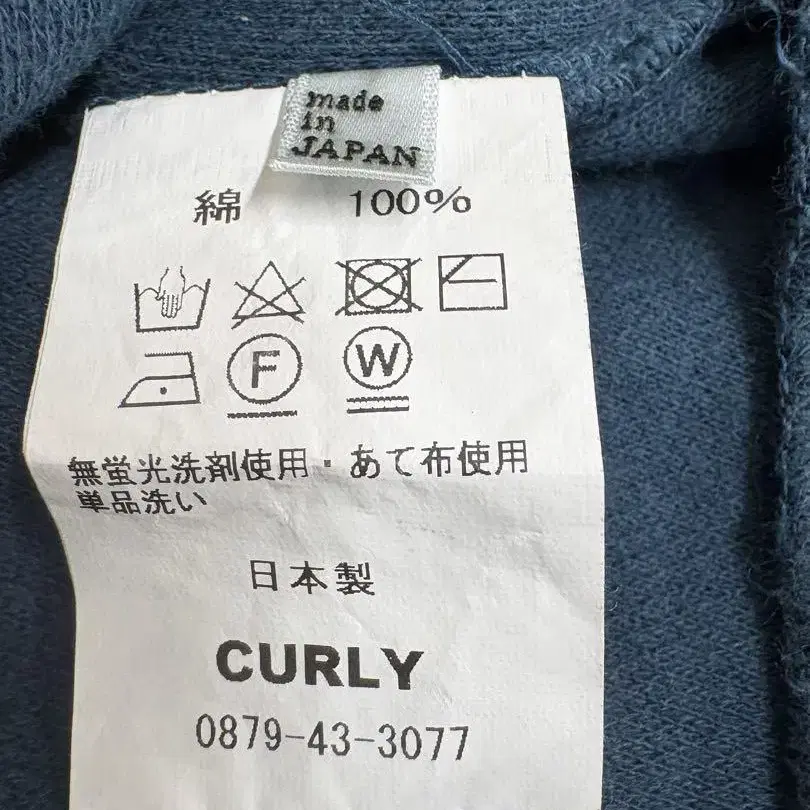 made
in
JAPAN
綿 100%
F W
無蛍光洗剤使用・あて布使用
単品洗い
日本製
CURLY
0879-43-3077